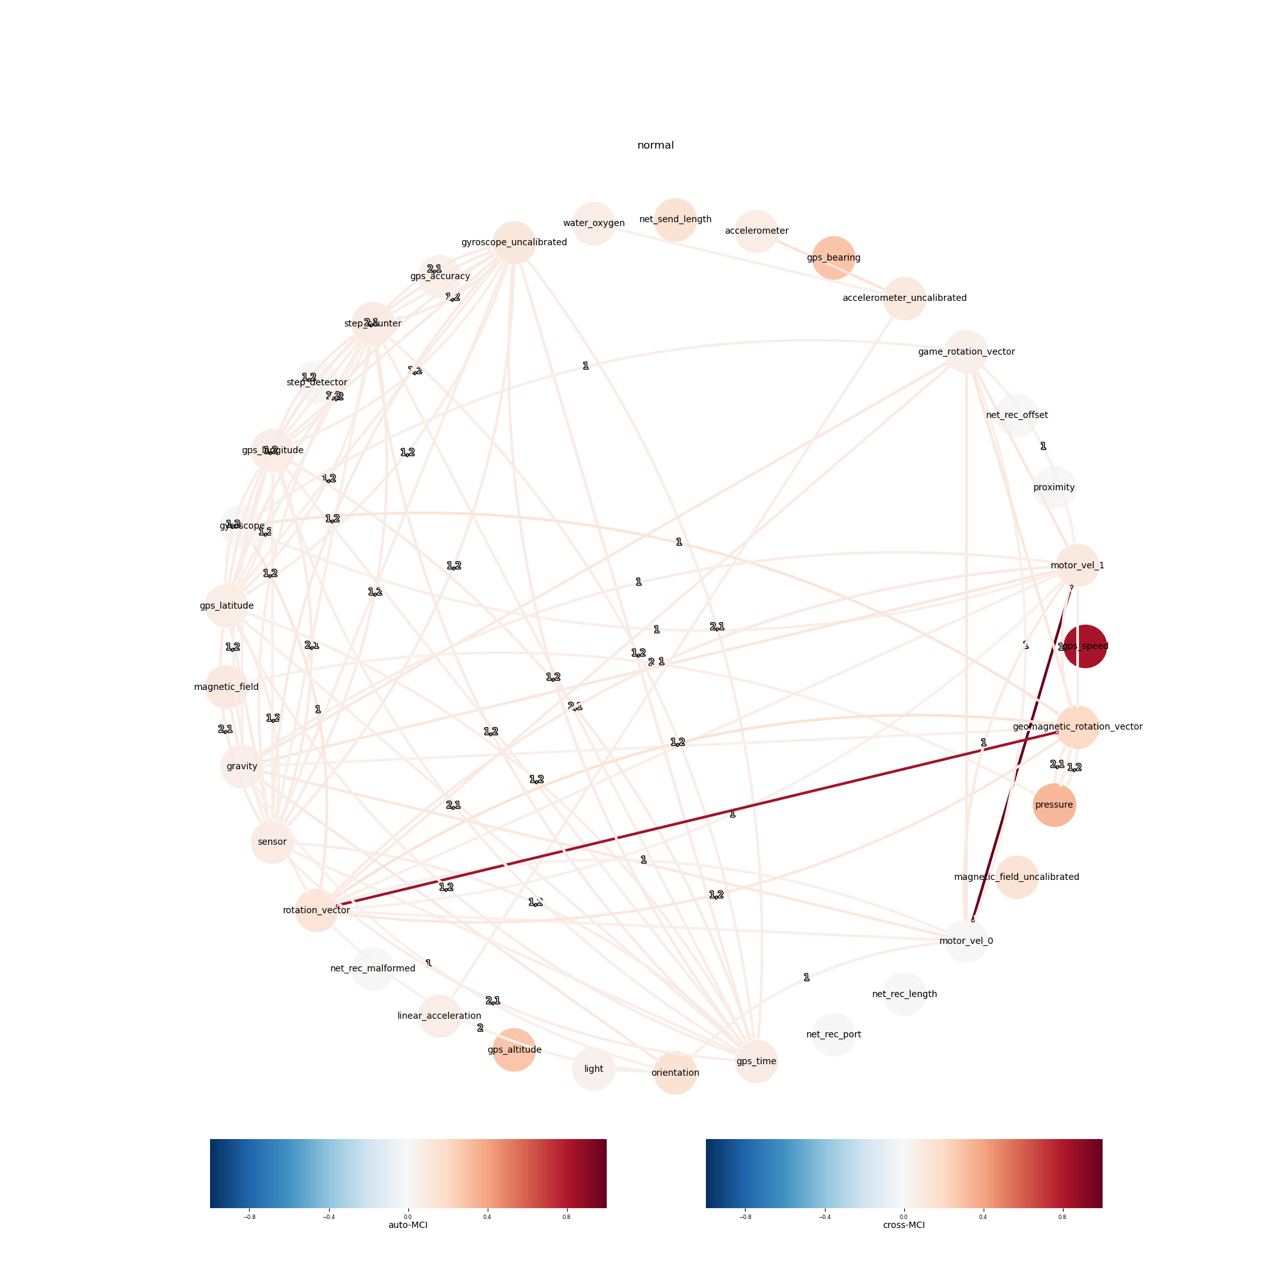 normal
water_oxygen
net_send_length
accelerometer
gyroscope_uncalibrated
gps_bearing
gps_accuracy
2,1
accelerometer_uncalibrated
1,2
step_counter
2,1
game_rotation_vector
1
1,2
step_detector
1,2
net_rec_offset
1
gps_longitude
1,2
1,2
1,2
proximity
1,2
gyroscope
1,2
1,2
1
motor_vel_1
1,2
1,2
1
1,2
gps_latitude
2,1
1
1,2
2,1
1
1
gps_speed
1,2
2 1
1,2
magnetic_field
2,1
1
1,2
geomagnetic_rotation_vector
2,1
1,2
1,2
1
gravity
2,1
1,2
1,2
2,1
pressure
1
sensor
1
magnetic_field_uncalibrated
1,2
1,2
1,2
rotation_vector
motor_vel_0
1
net_rec_malformed
1
net_rec_length
2,1
linear_acceleration
2
net_rec_port
gps_altitude
gps_time
light
orientation
−0.8
−0.4
0.0
0.4
0.8
auto-MCI
−0.8
−0.4
0.0
0.4
0.8
cross-MCI